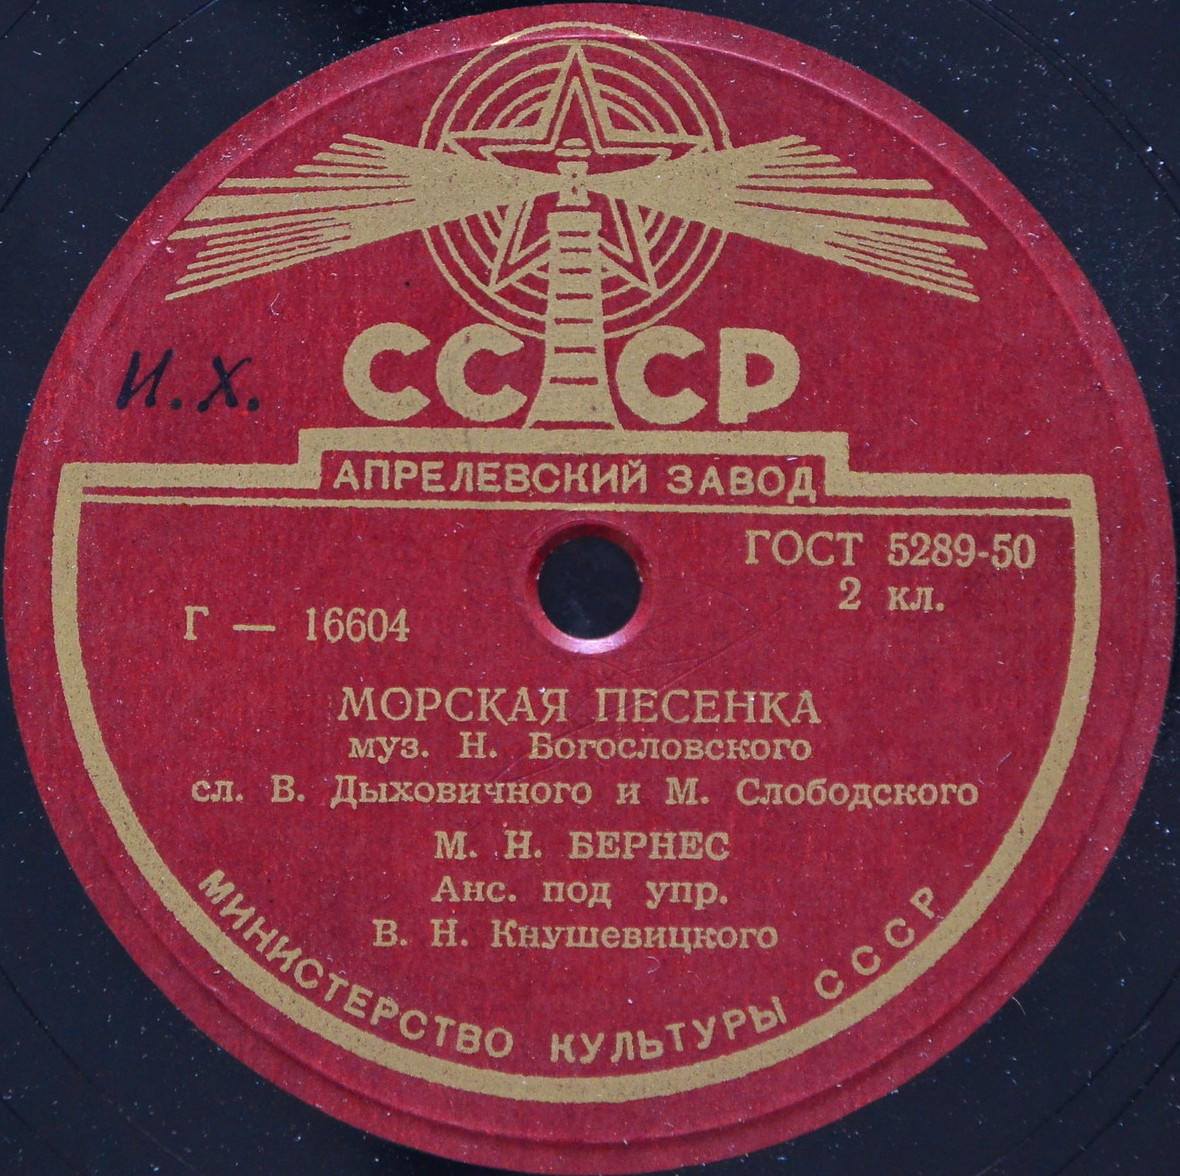 СССР
И.Х.
АПРЕЛЕВСКИЙ ЗАВОД
ГОСТ 5289-50
2 кл.
Г — 16604
МОРСКАЯ ПЕСЕНКА
муз. Н. Богословского
сл. В. Дыховичного и М. Слободского
М. Н. БЕРНЕС
Анс. под упр.
В. Н. Кнушевицкого
МИНИСТЕРСТВО КУЛЬТУРЫ СССР